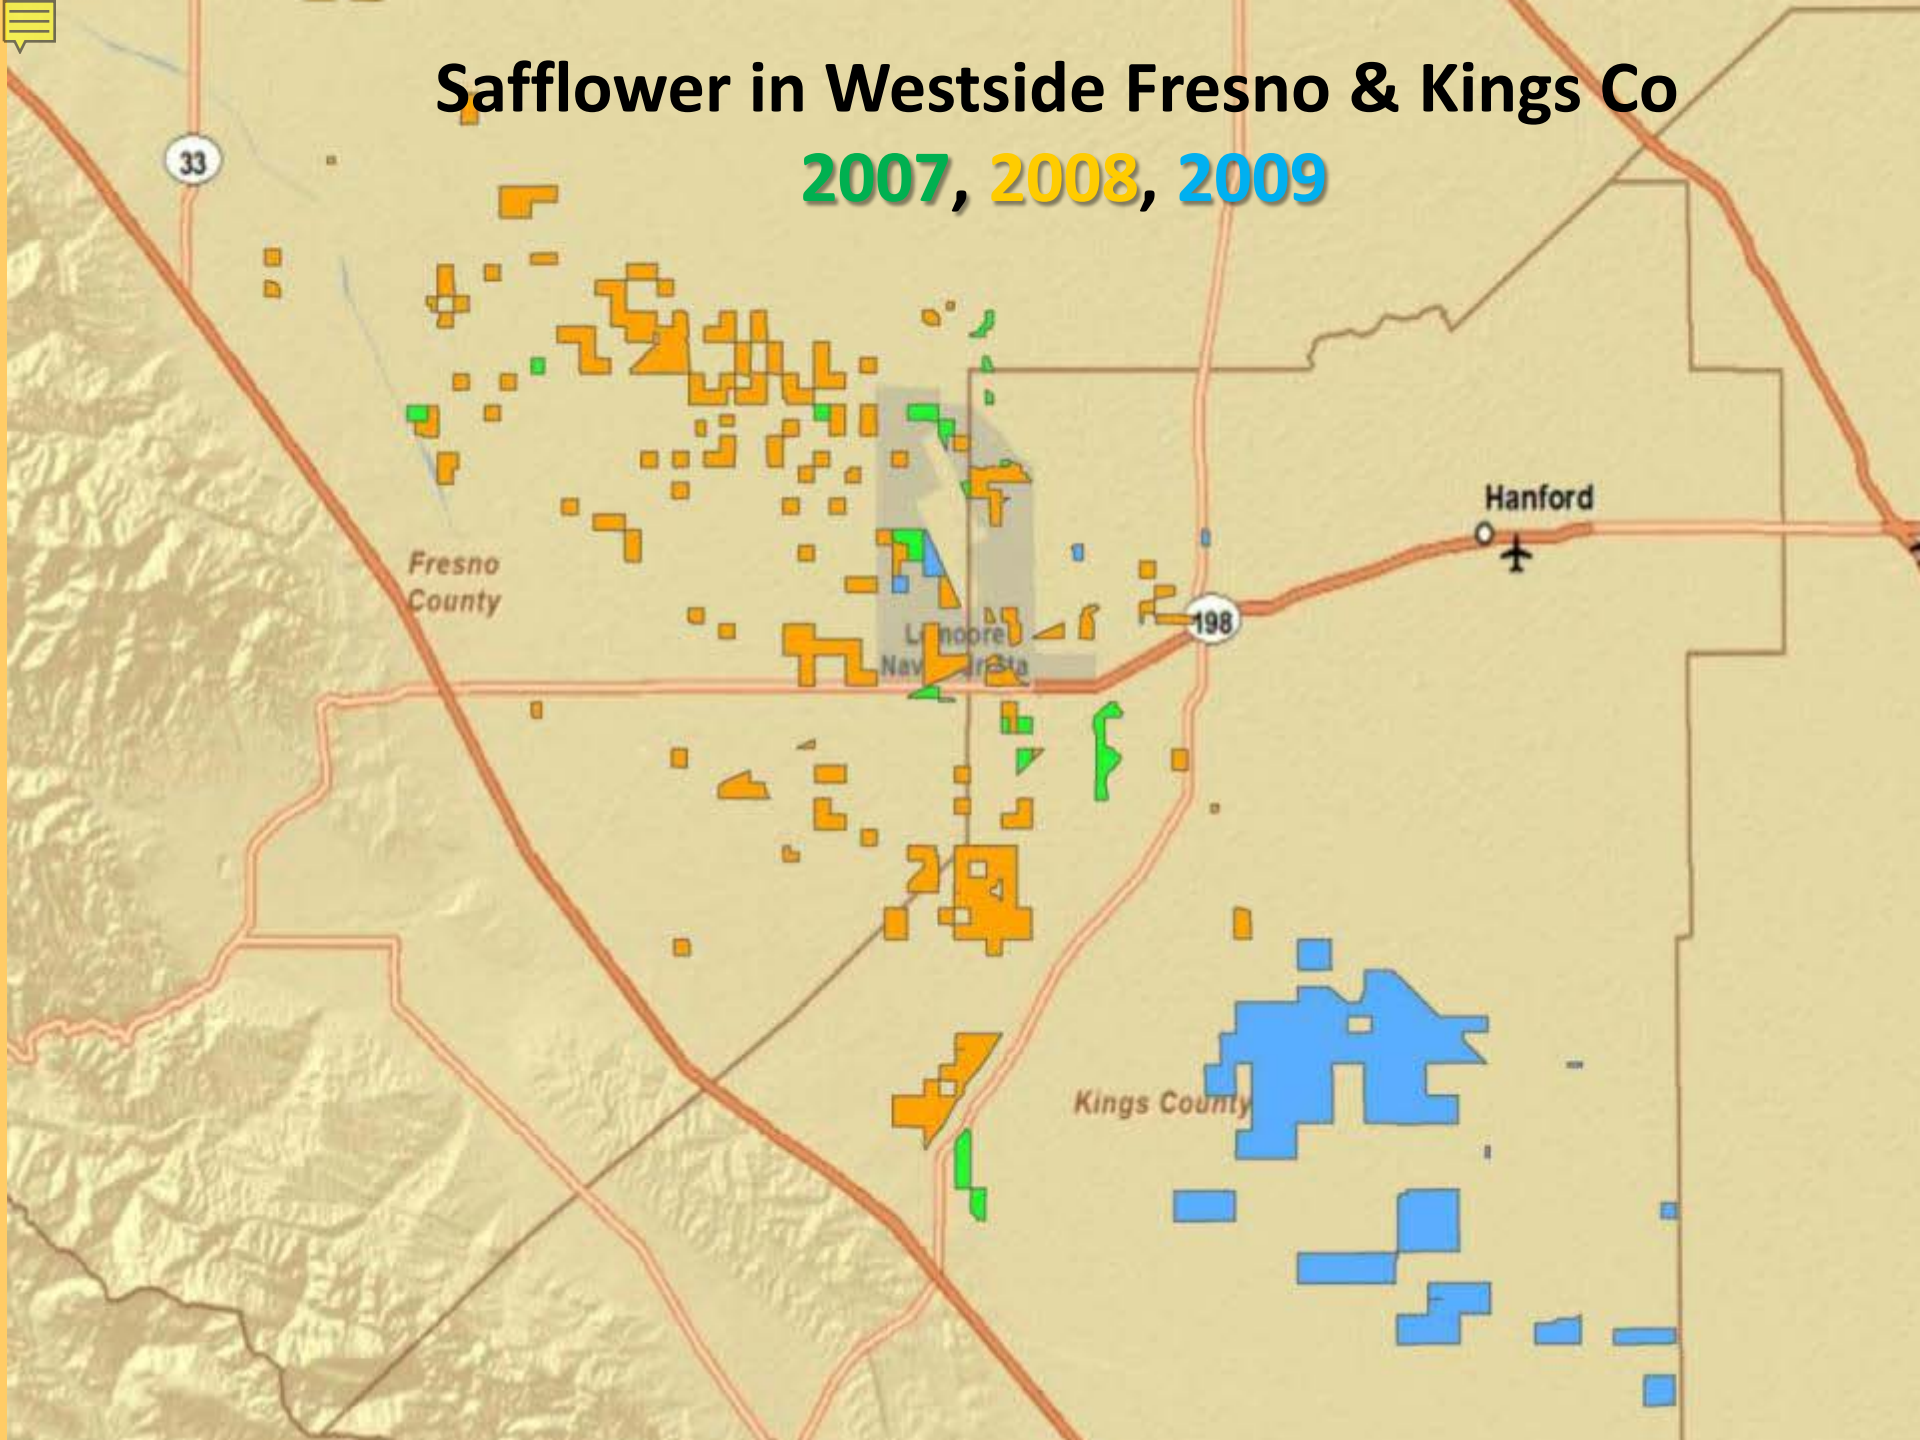 Safflower in Westside Fresno & Kings Co
2007, 2008, 2009
33
Hanford
Fresno
County
198
Kings County